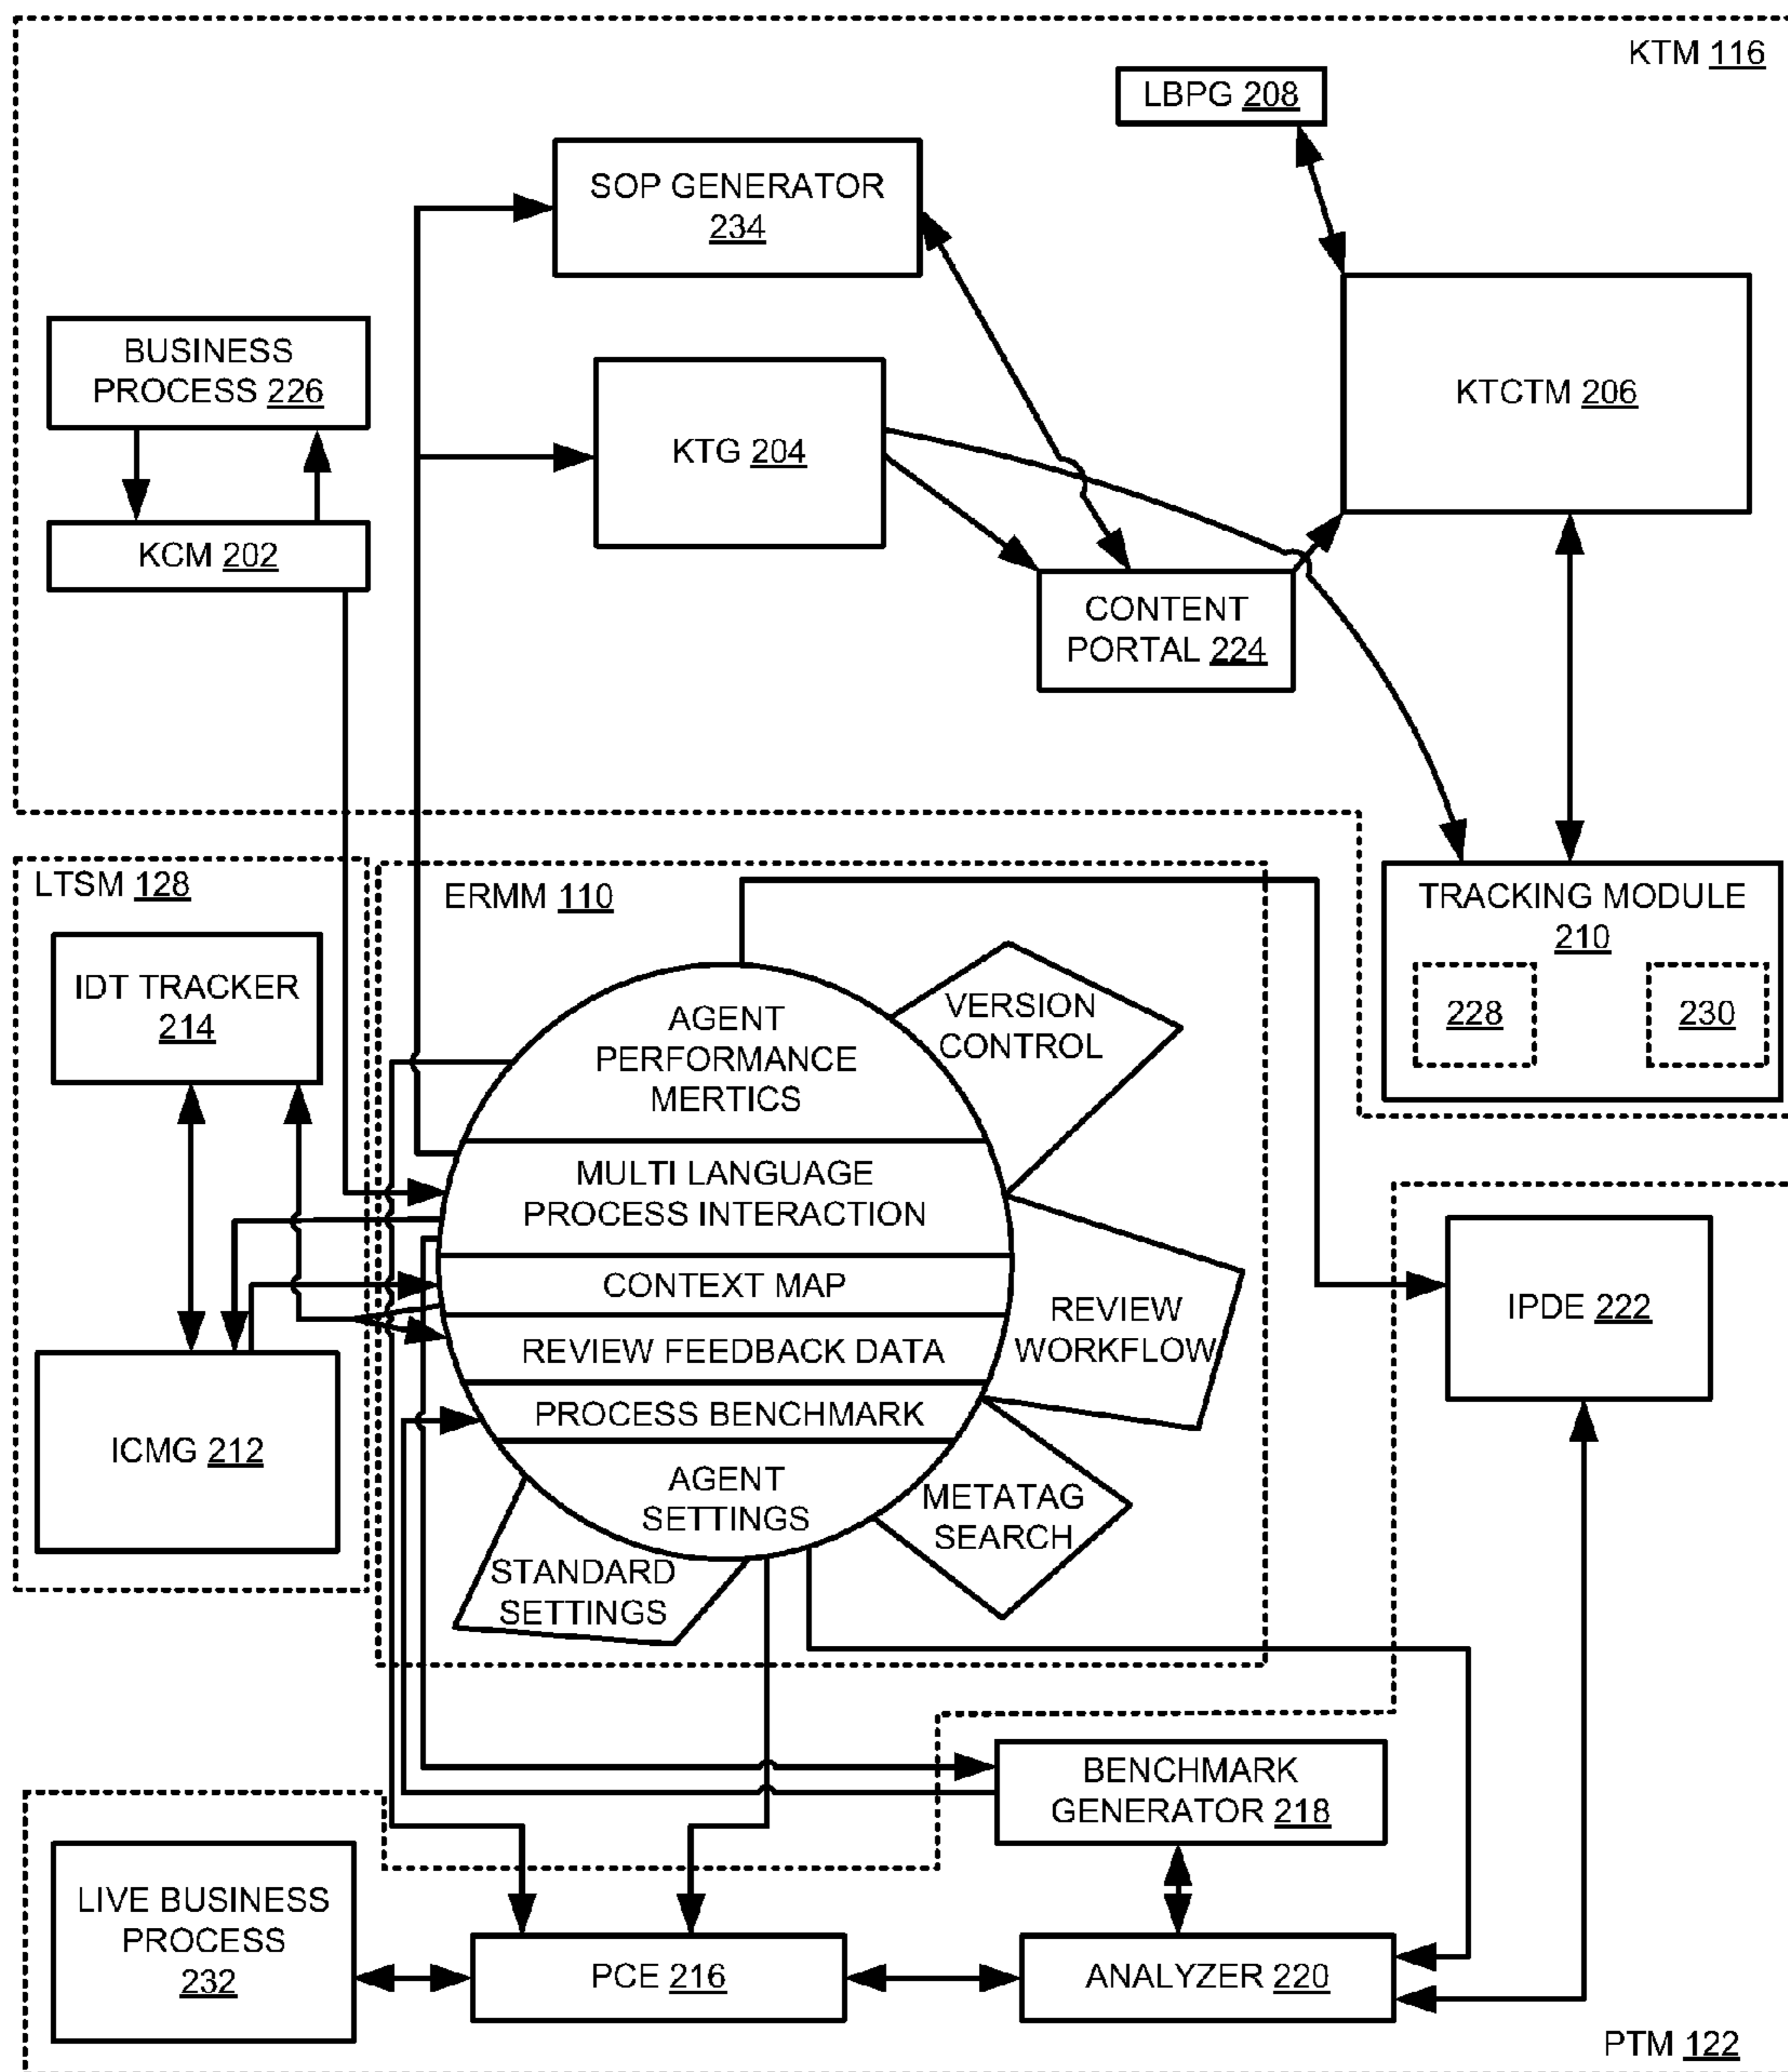 KTM 116
LBPG 208
SOP GENERATOR
234
BUSINESS
PROCESS 226
KTG 204
KTCTM 206
KCM 202
CONTENT
PORTAL 224
LTSM 128
ERMM 110
TRACKING MODULE
210
228
230
IDT TRACKER
214
AGENT
PERFORMANCE
MERTICS
VERSION
CONTROL
MULTI LANGUAGE
PROCESS INTERACTION
CONTEXT MAP
REVIEW FEEDBACK DATA
REVIEW
WORKFLOW
IPDE 222
PROCESS BENCHMARK
ICMG 212
AGENT
SETTINGS
METATAG
SEARCH
STANDARD
SETTINGS
BENCHMARK
GENERATOR 218
LIVE BUSINESS
PROCESS
232
PCE 216
ANALYZER 220
PTM 122